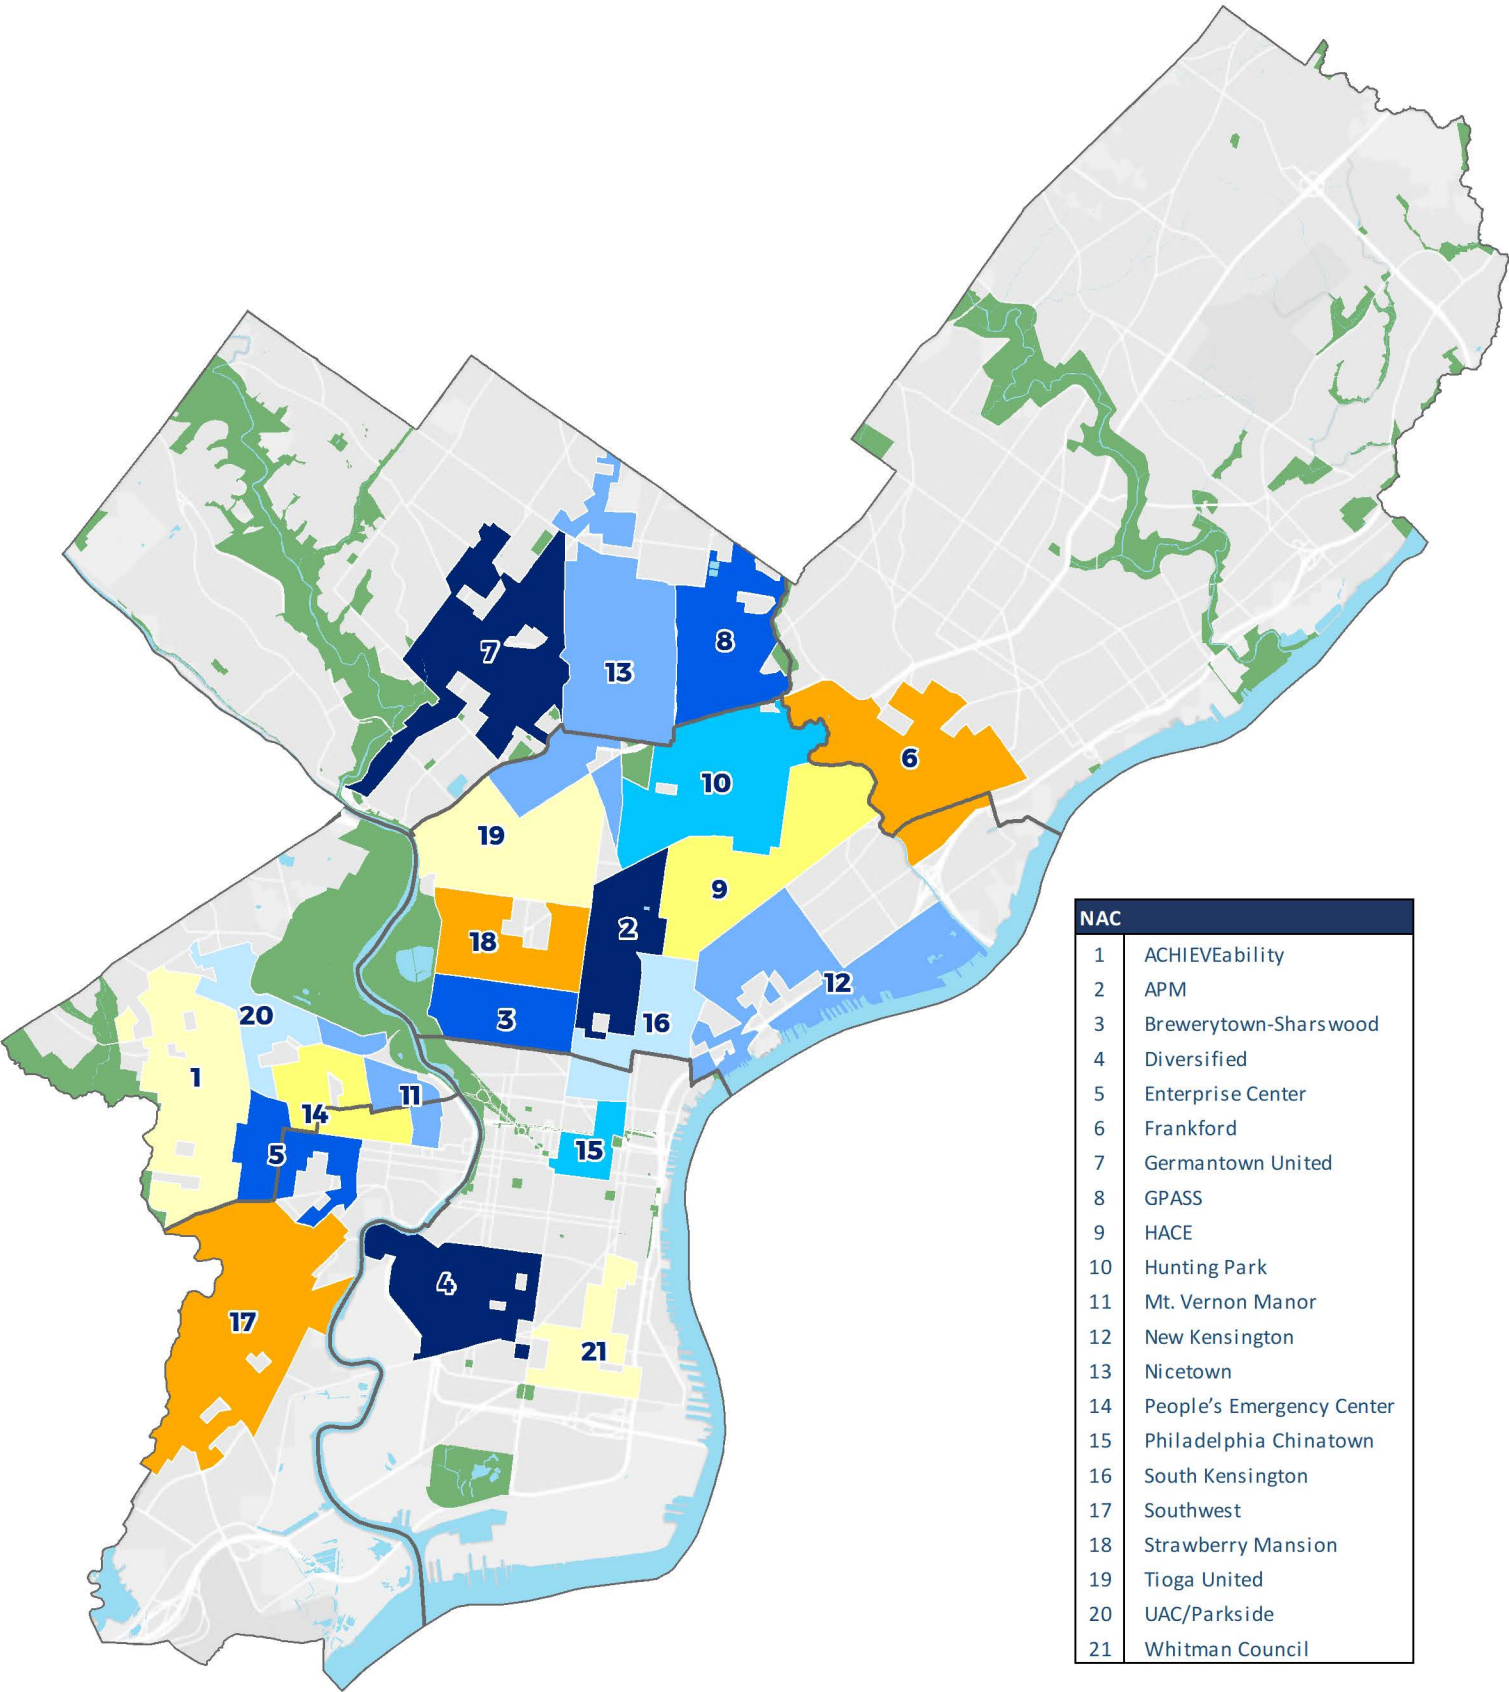 8
7
13
6
10
19
9
2
18
12
3
16
20
1
11
14
15
5
4
17
21
NAC
1 ACHIEVEability
2 APM
3 Brewerytown-Sharswood
4 Diversified
5 Enterprise Center
6 Frankford
7 Germantown United
8 GPASS
9 HACE
10 Hunting Park
11 Mt. Vernon Manor
12 New Kensington
13 Nicetown
14 People’s Emergency Center
15 Philadelphia Chinatown
16 South Kensington
17 Southwest
18 Strawberry Mansion
19 Tioga United
20 UAC/Parkside
21 Whitman Council